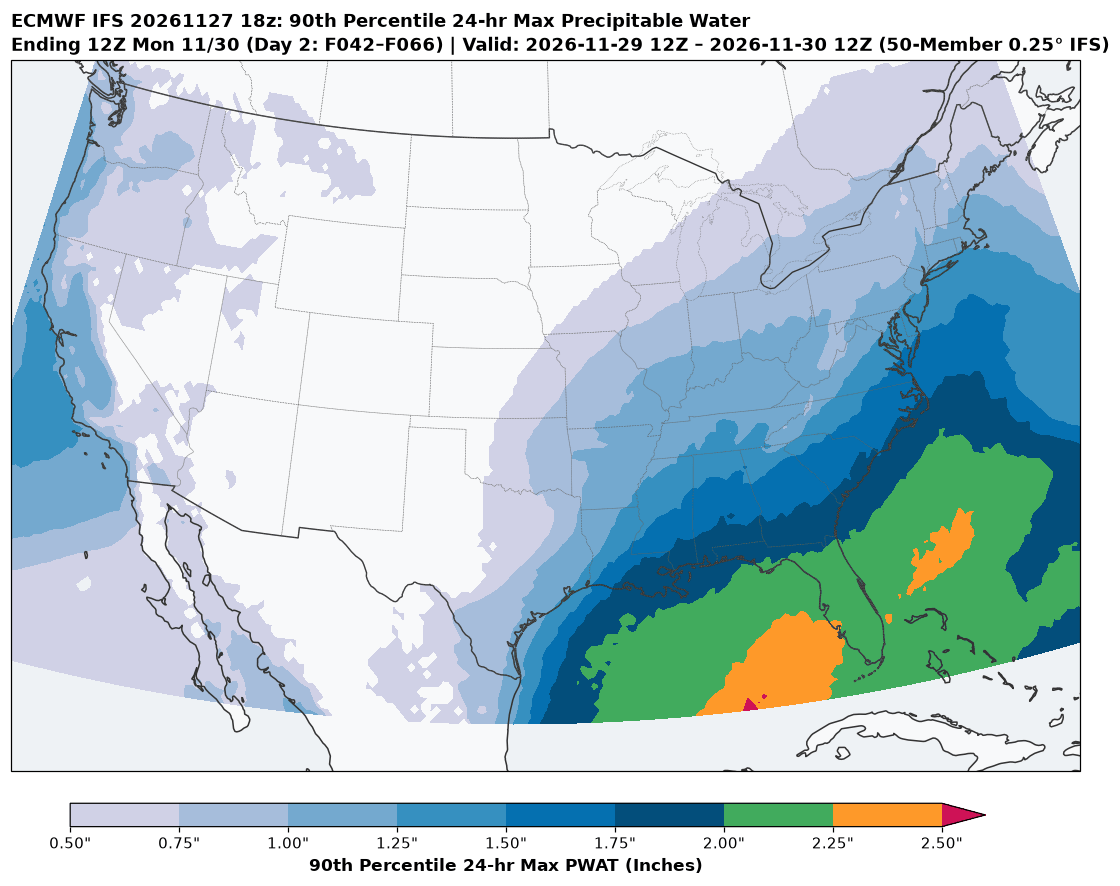 ECMWF IFS 20261127 18z: 90th Percentile 24-hr Max Precipitable Water
Ending 12Z Mon 11/30 (Day 2: F042–F066) | Valid: 2026-11-29 12Z – 2026-11-30 12Z (50-Member 0.25° IFS)
0.50" 0.75" 1.00" 1.25" 1.50" 1.75" 2.00" 2.25" 2.50"
90th Percentile 24-hr Max PWAT (Inches)